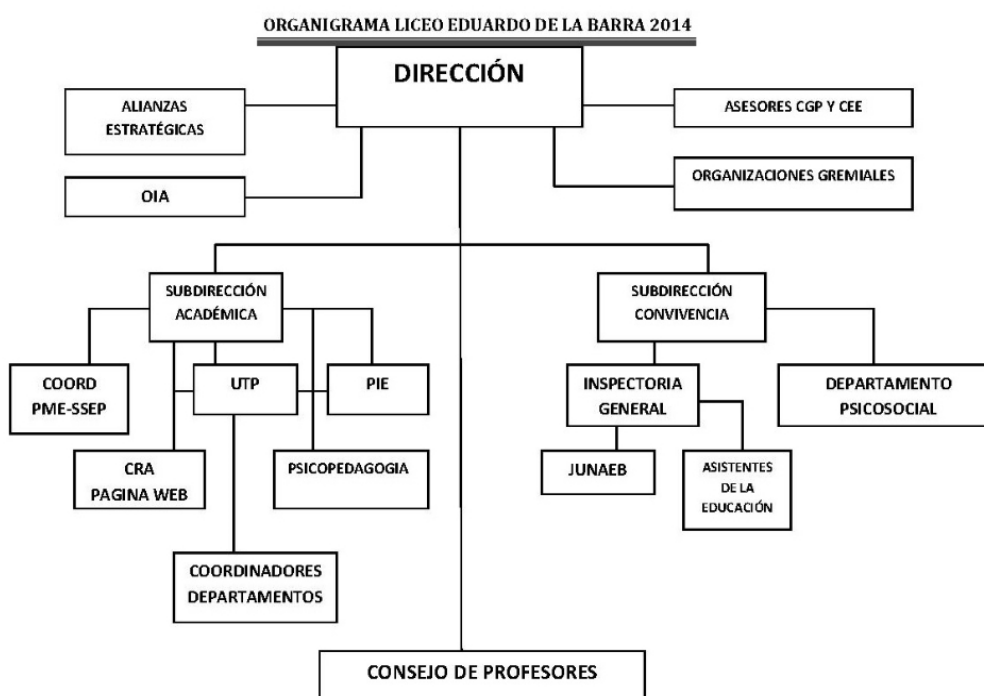 ORGANIGRAMA LICEO EDUARDO DE LA BARRA 2014
DIRECCIÓN
ALIANZAS
ESTRATÉGICAS
ASESORES CGP Y CEE
OIA
ORGANIZACIONES GREMIALES
SUBDIRECCIÓN
ACADÉMICA
SUBDIRECCIÓN
CONVIVENCIA
COORD
PME-SSEP
UTP
PIE
INSPECTORIA
GENERAL
DEPARTAMENTO
PSICOSOCIAL
CRA
PAGINA WEB
PSICOPEDAGOGIA
JUNAEB
ASISTENTES
DE LA
EDUCACIÓN
COORDINADORES
DEPARTAMENTOS
CONSEJO DE PROFESORES